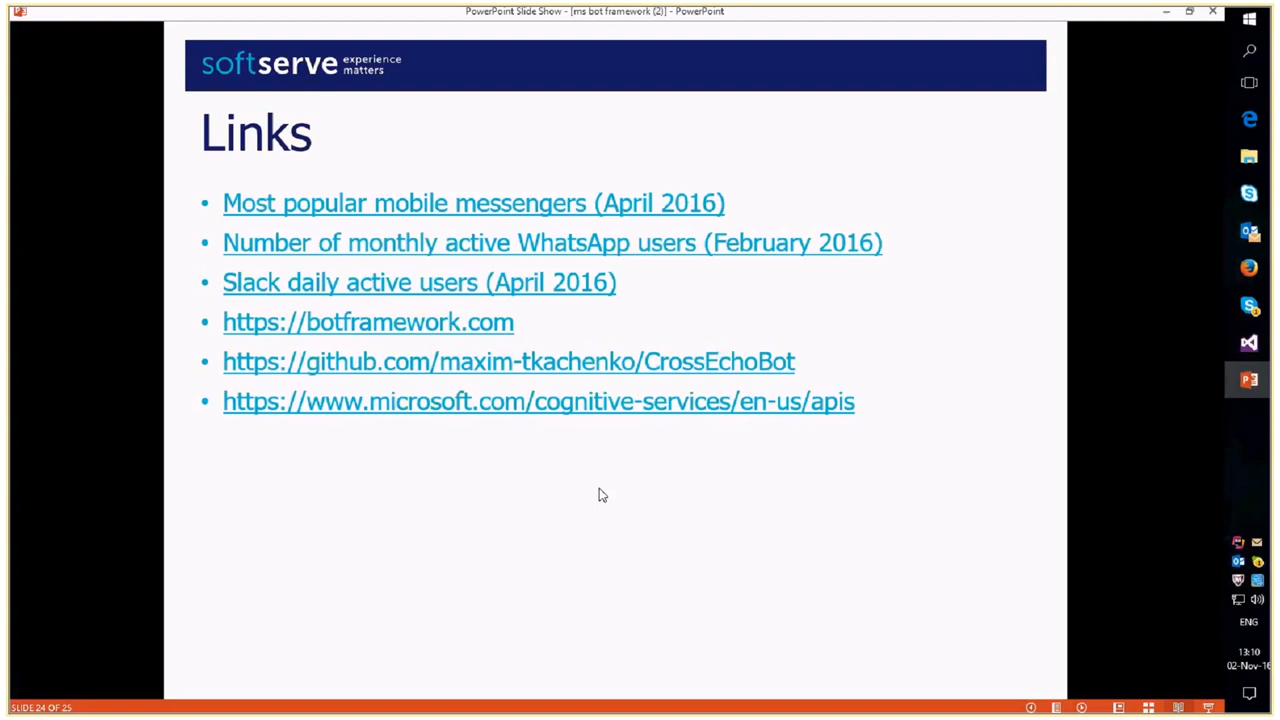 PowerPoint Slide Show - [ms bot framework (2)] - PowerPoint
softserve experience matters
Links
• Most popular mobile messengers (April 2016)
• Number of monthly active WhatsApp users (February 2016)
• Slack daily active users (April 2016)
• https://botframework.com
• https://github.com/maxim-tkachenko/CrossEchoBot
• https://www.microsoft.com/cognitive-services/en-us/apis
ENG
13:10
02-Nov-16
SLIDE 24 OF 25